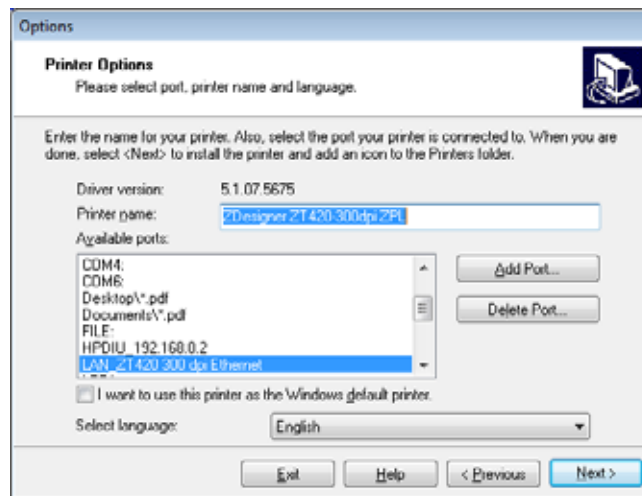 Options
Printer Options
Please select port, printer name and language.
Enter the name for your printer. Also, select the port your printer is connected to. When you are
done, select <Next> to install the printer and add an icon to the Printers folder.
Driver version: 5.1.07.5675
Printer name: ZDesigner ZT420-300dpi ZPL
Available ports:
COM4:
COM6:
Desktop\*.pdf
Documents\*.pdf
FILE:
HPDIU_192.168.0.2
LAN_ZT420 300 dpi Ethernet
Add Port...
Delete Port...
I want to use this printer as the Windows default printer.
Select language: English
Exit Help < Previous Next >